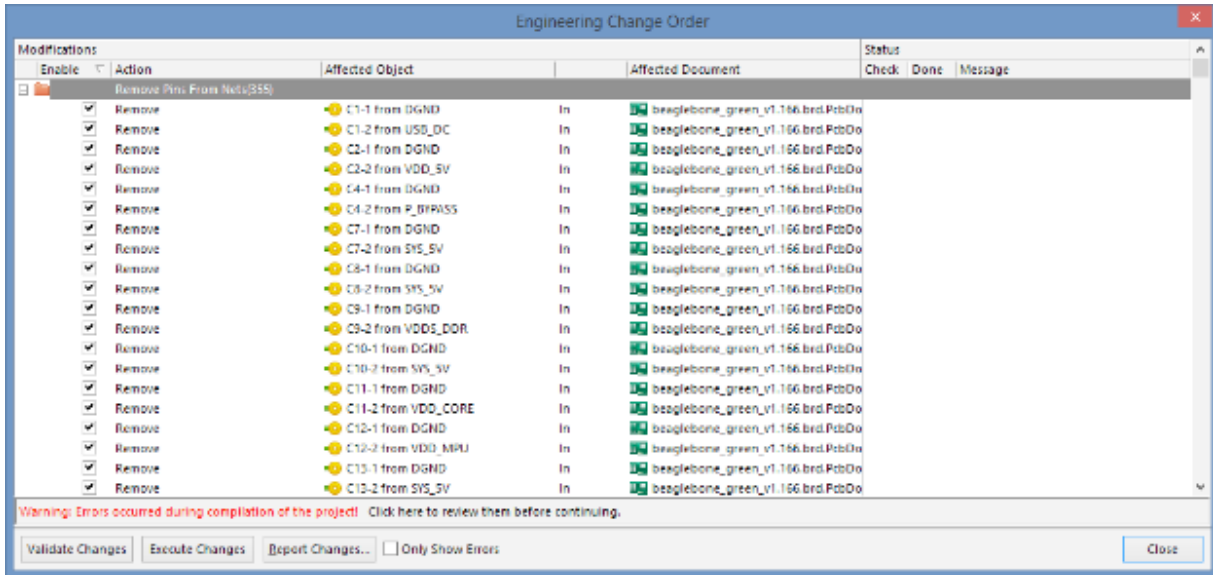 Engineering Change Order
Modifications Status
Enable Action Affected Object Affected Document Check Done Message
Remove Pins From Nets(355)
Remove C1-1 from DGND In beaglebone_green_v1.166.brd.PcbDo
Remove C1-2 from USB_DC In beaglebone_green_v1.166.brd.PcbDo
Remove C2-1 from DGND In beaglebone_green_v1.166.brd.PcbDo
Remove C2-2 from VDD_5V In beaglebone_green_v1.166.brd.PcbDo
Remove C4-1 from DGND In beaglebone_green_v1.166.brd.PcbDo
Remove C4-2 from P_BYPASS In beaglebone_green_v1.166.brd.PcbDo
Remove C7-1 from DGND In beaglebone_green_v1.166.brd.PcbDo
Remove C7-2 from SYS_5V In beaglebone_green_v1.166.brd.PcbDo
Remove C8-1 from DGND In beaglebone_green_v1.166.brd.PcbDo
Remove C8-2 from SYS_5V In beaglebone_green_v1.166.brd.PcbDo
Remove C9-1 from DGND In beaglebone_green_v1.166.brd.PcbDo
Remove C9-2 from VDDS_DDR In beaglebone_green_v1.166.brd.PcbDo
Remove C10-1 from DGND In beaglebone_green_v1.166.brd.PcbDo
Remove C10-2 from SYS_5V In beaglebone_green_v1.166.brd.PcbDo
Remove C11-1 from DGND In beaglebone_green_v1.166.brd.PcbDo
Remove C11-2 from VDD_CORE In beaglebone_green_v1.166.brd.PcbDo
Remove C12-1 from DGND In beaglebone_green_v1.166.brd.PcbDo
Remove C12-2 from VDD_MPU In beaglebone_green_v1.166.brd.PcbDo
Remove C13-1 from DGND In beaglebone_green_v1.166.brd.PcbDo
Remove C13-2 from SYS_5V In beaglebone_green_v1.166.brd.PcbDo
Warning: Errors occurred during compilation of the project! Click here to review them before continuing.
Validate Changes Execute Changes Report Changes... Only Show Errors Close